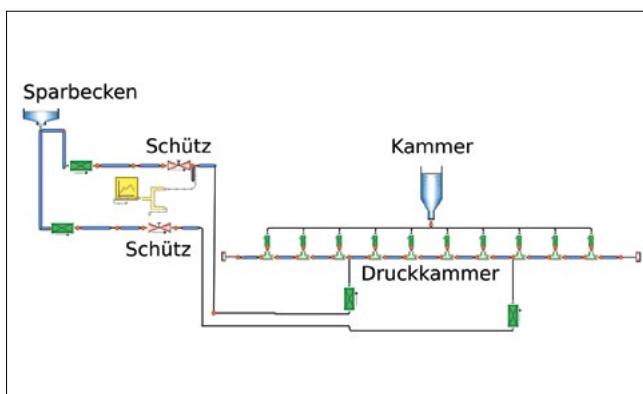 Sparbecken
Schütz
Kammer
Schütz
Druckkammer